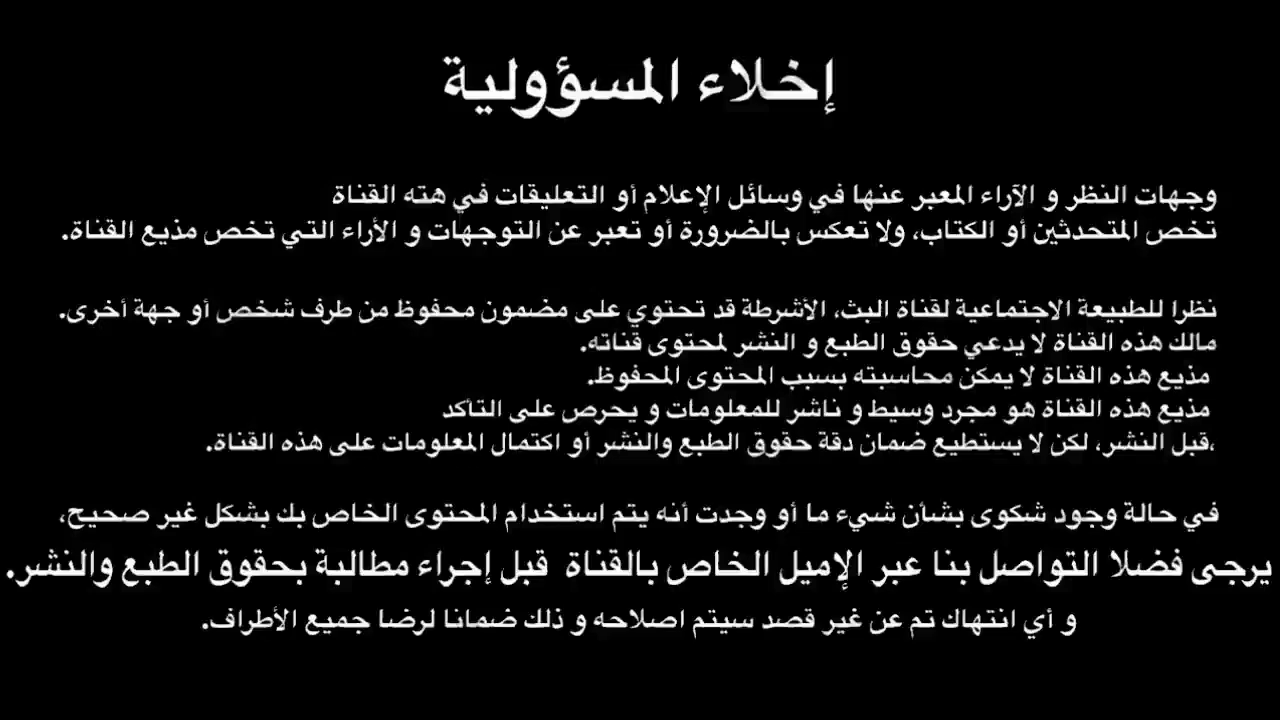 إخلاء المسؤولية
وجهات النظر و الآراء المعبر عنها في وسائل الإعلام أو التعليقات في هته القناة
تخص المتحدثين أو الكتاب، ولا تعكس بالضرورة أو تعبر عن التوجهات و الأراء التي تخص مذيع القناة.
نظرا للطبيعة الاجتماعية لقناة البث، الأشرطة قد تحتوي على مضمون محفوظ من طرف شخص أو جهة أخرى.
مالك هذه القناة لا يدعي حقوق الطبع و النشر لمحتوى قناته.
مذيع هذه القناة لا يمكن محاسبته بسبب المحتوى المحفوظ.
مذيع هذه القناة هو مجرد وسيط و ناشر للمعلومات و يحرص على التأكد
،قبل النشر، لكن لا يستطيع ضمان دقة حقوق الطبع والنشر أو اكتمال المعلومات على هذه القناة.
في حالة وجود شكوى بشأن شيء ما أو وجدت أنه يتم استخدام المحتوى الخاص بك بشكل غير صحيح،
يرجى فضلا التواصل بنا عبر الإميل الخاص بالقناة قبل إجراء مطالبة بحقوق الطبع والنشر.
و أي انتهاك تم عن غير قصد سيتم اصلاحه و ذلك ضمانا لرضا جميع الأطراف.